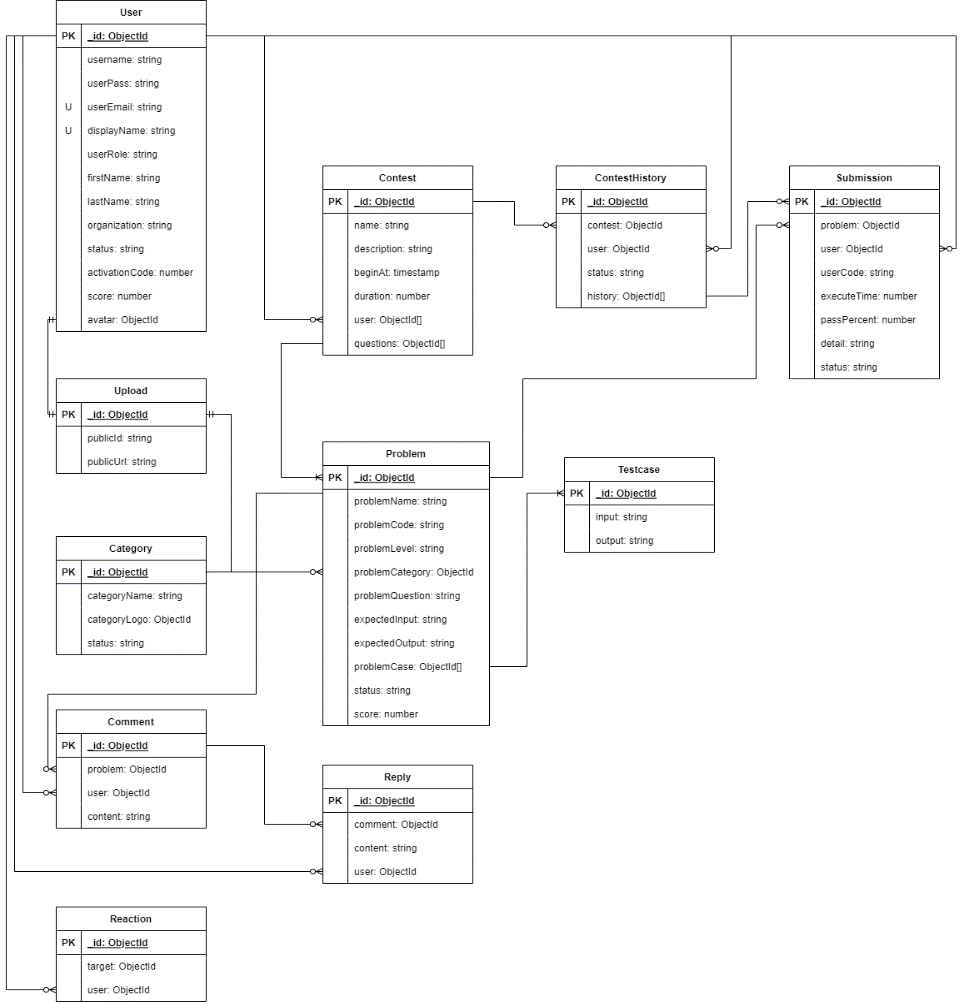 User
PK _id: ObjectId
username: string
userPass: string
U userEmail: string
U displayName: string
userRole: string
firstName: string
lastName: string
organization: string
status: string
activationCode: number
score: number
avatar: ObjectId
Contest
PK _id: ObjectId
name: string
description: string
beginAt: timestamp
duration: number
user: ObjectId[]
questions: ObjectId[]
ContestHistory
PK _id: ObjectId
contest: ObjectId
user: ObjectId
status: string
history: ObjectId[]
Submission
PK _id: ObjectId
problem: ObjectId
user: ObjectId
userCode: string
executeTime: number
passPercent: number
detail: string
status: string
Upload
PK _id: ObjectId
publicId: string
publicUrl: string
Problem
PK _id: ObjectId
problemName: string
problemCode: string
problemLevel: string
problemCategory: ObjectId
problemQuestion: string
expectedInput: string
expectedOutput: string
problemCase: ObjectId[]
status: string
score: number
Testcase
PK _id: ObjectId
input: string
output: string
Category
PK _id: ObjectId
categoryName: string
categoryLogo: ObjectId
status: string
Comment
PK _id: ObjectId
problem: ObjectId
user: ObjectId
content: string
Reply
PK _id: ObjectId
comment: ObjectId
content: string
user: ObjectId
Reaction
PK _id: ObjectId
target: ObjectId
user: ObjectId